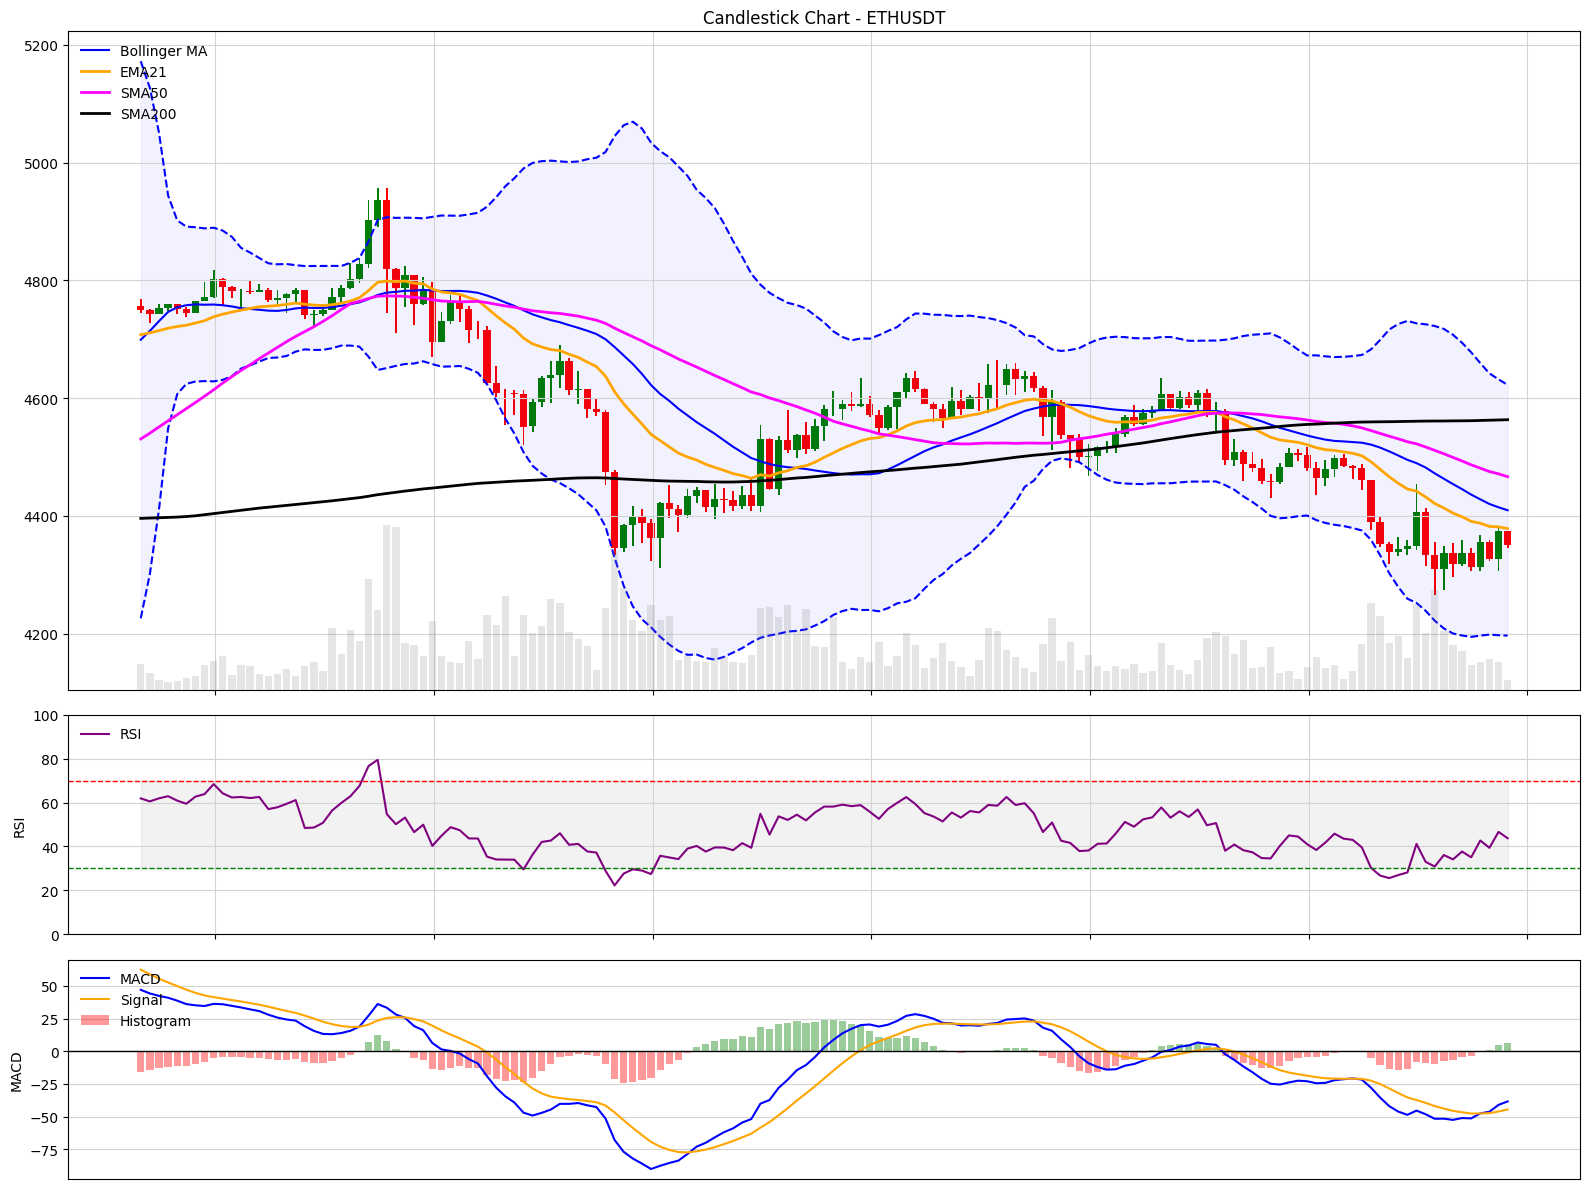 Candlestick Chart - ETHUSDT
Bollinger MA
EMA21
SMA50
SMA200
5200
5000
4800
4600
4400
4200
RSI
100
80
60
40
20
0
RSI
MACD
Signal
Histogram
50
25
0
−25
−50
−75
MACD